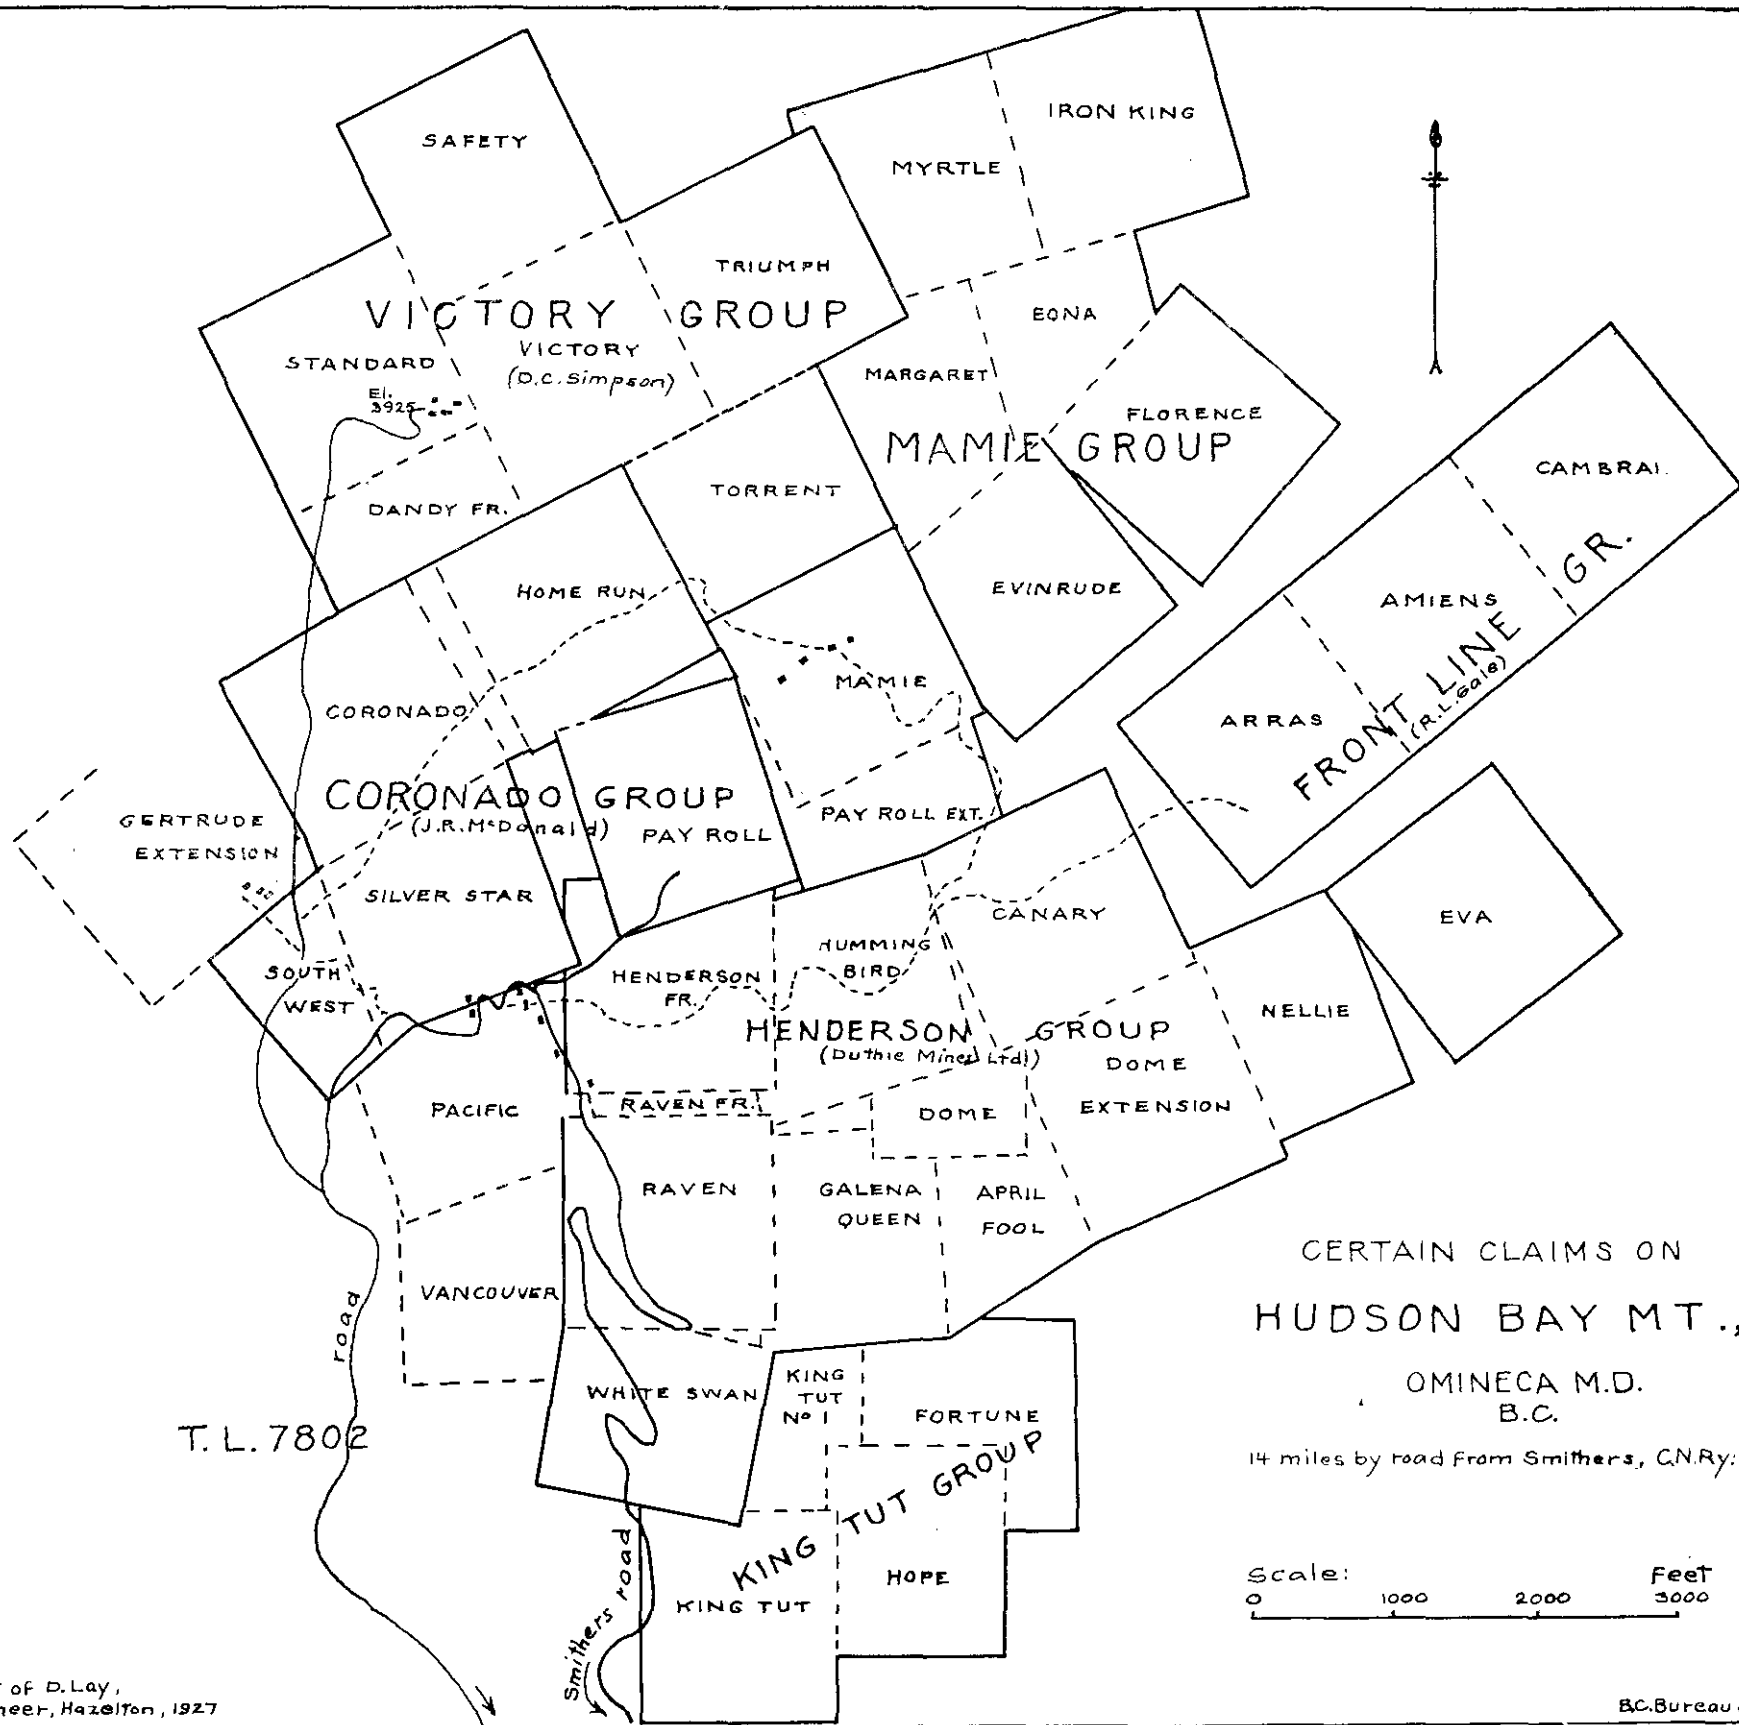 SAFETY
IRON KING
MYRTLE
TRIUMPH
VICTORY GROUP
EONA
VICTORY
(D.C. Simpson)
STANDARD
El.
3925
MARGARET
FLORENCE
MAMIE GROUP
CAMBRAI.
DANDY FR.
TORRENT
HOME RUN
EVINRUDE
AMIENS
FRONT LINE GR.
(R.L. Gale)
MAMIE
CORONADO
ARRAS
CORONADO GROUP
(J.R. McDonald)
GERTRUDE
EXTENSION
PAY ROLL
PAY ROLL EXT.
SILVER STAR
CANARY
EVA
HUMMING
BIRD
SOUTH
WEST
HENDERSON
FR.
NELLIE
HENDERSON GROUP
(Duthie Mines Ltd.)
DOME
EXTENSION
PACIFIC
RAVEN FR.
DOME
RAVEN
GALENA
QUEEN
APRIL
FOOL
VANCOUVER
road
WHITE SWAN
KING
TUT
No 1
FORTUNE
T.L. 7802
KING TUT GROUP
HOPE
KING TUT
Smithers road
CERTAIN CLAIMS ON
HUDSON BAY MT.,
OMINECA M.D.
B.C.
14 miles by road from Smithers, C.N.Ry.
Scale: Feet
0 1000 2000 3000
of D. Lay,
neer, Hazelton, 1927
B.C. Bureau